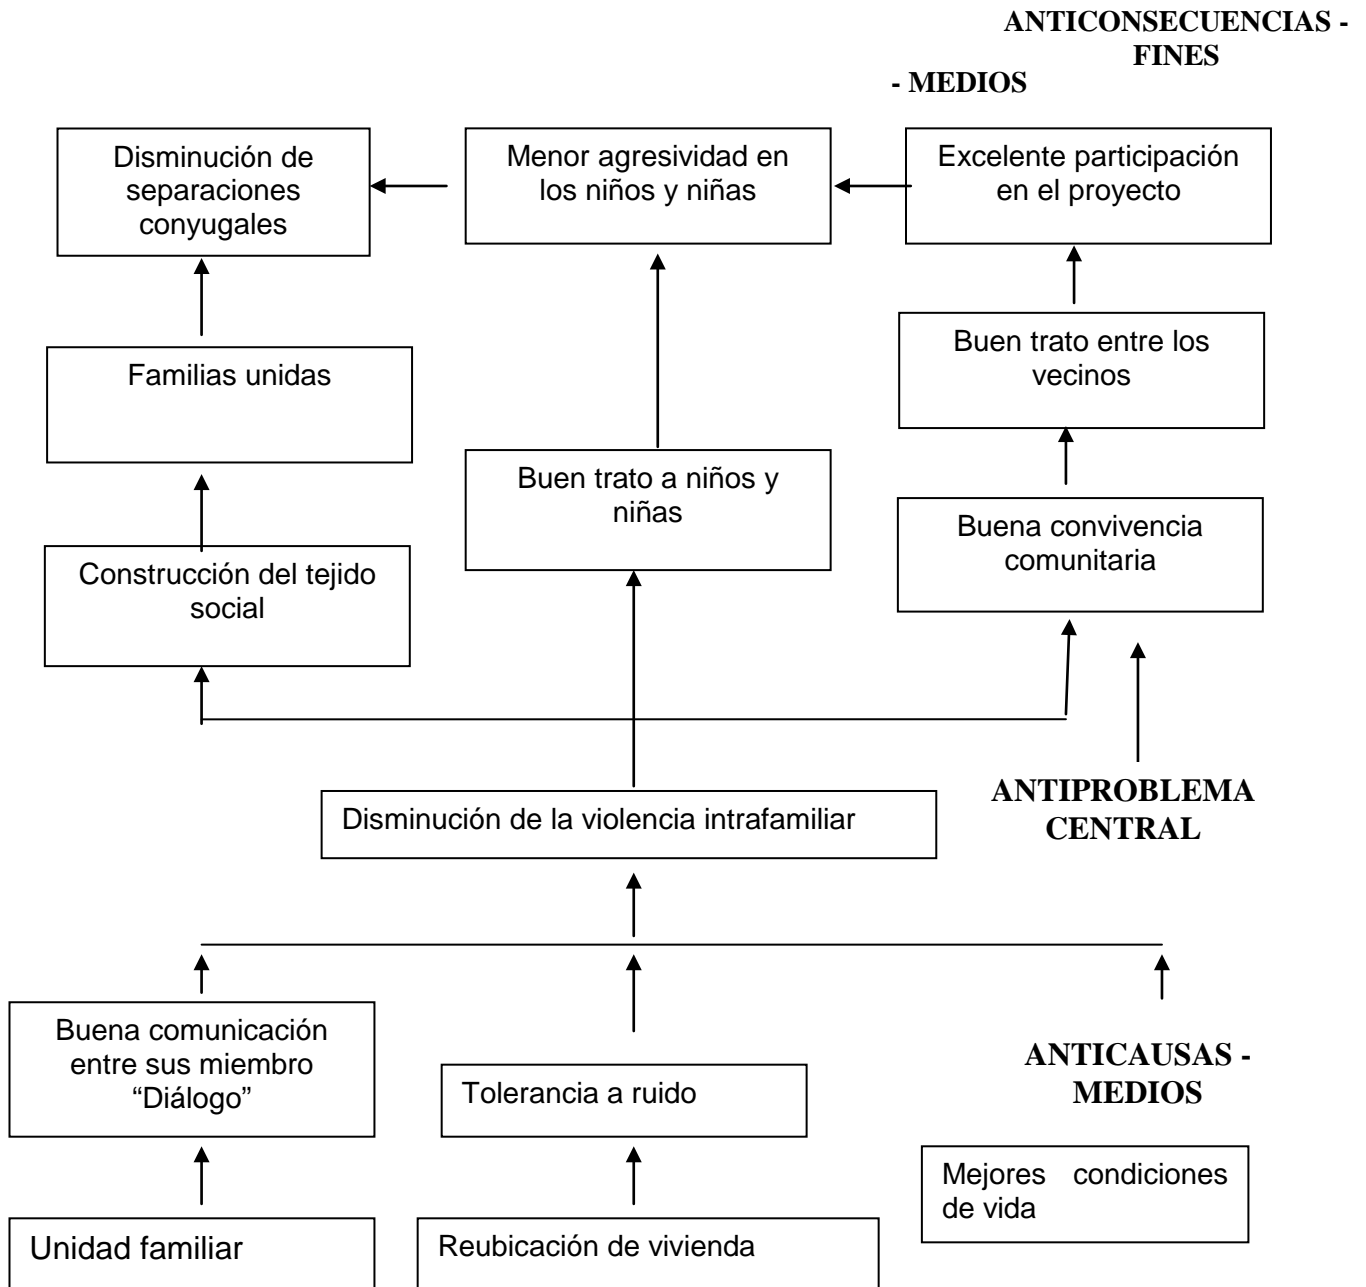 ANTICONSECUENCIAS -
FINES
- MEDIOS
Disminución de
separaciones
conyugales
Menor agresividad en
los niños y niñas
Excelente participación
en el proyecto
Familias unidas
Buen trato a niños y
niñas
Buen trato entre los
vecinos
Construcción del tejido
social
Buena convivencia
comunitaria
Disminución de la violencia intrafamiliar
ANTIPROBLEMA
CENTRAL
Buena comunicación
entre sus miembro
“Diálogo”
Tolerancia a ruido
ANTICAUSAS -
MEDIOS
Unidad familiar
Reubicación de vivienda
Mejores condiciones
de vida